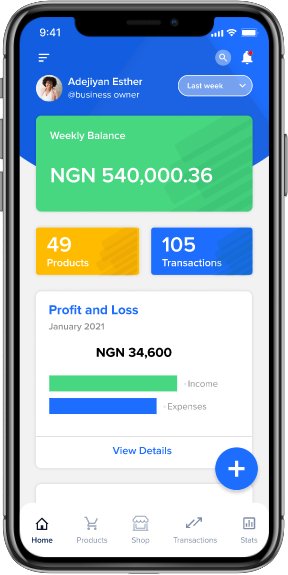 9:41
Adejiyan Esther
@business owner
Last week
Weekly Balance
NGN 540,000.36
49
Products
105
Transactions
Profit and Loss
January 2021
NGN 34,600
Income
Expenses
View Details
Home
Products
Shop
Transactions
Stats